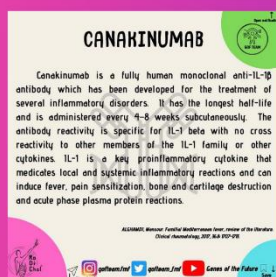 CANAKINUMAB
Canakinumab is a fully human monoclonal anti-IL-1β
antibody which has been developed for the treatment of
several inflammatory disorders. It has the longest half-life
and is administered every 4-8 weeks subcutaneously. The
antibody reactivity is specific for IL-1 beta with no cross
reactivity to other members of the IL-1 family or other
cytokines. IL-1 is a key proinflammatory cytokine that
medicates local and systemic inflammatory reactions and can
induce fever, pain sensitization, bone and cartilage destruction
and acute phase plasma protein reactions.
ALGHAMDI, Mansour. Familial Mediterranean fever, review of the literature.
Clinical rheumatology, 2017, 36.8: 1707-1713.
gofteam.fmf gofteam_fmf Genes of the Future